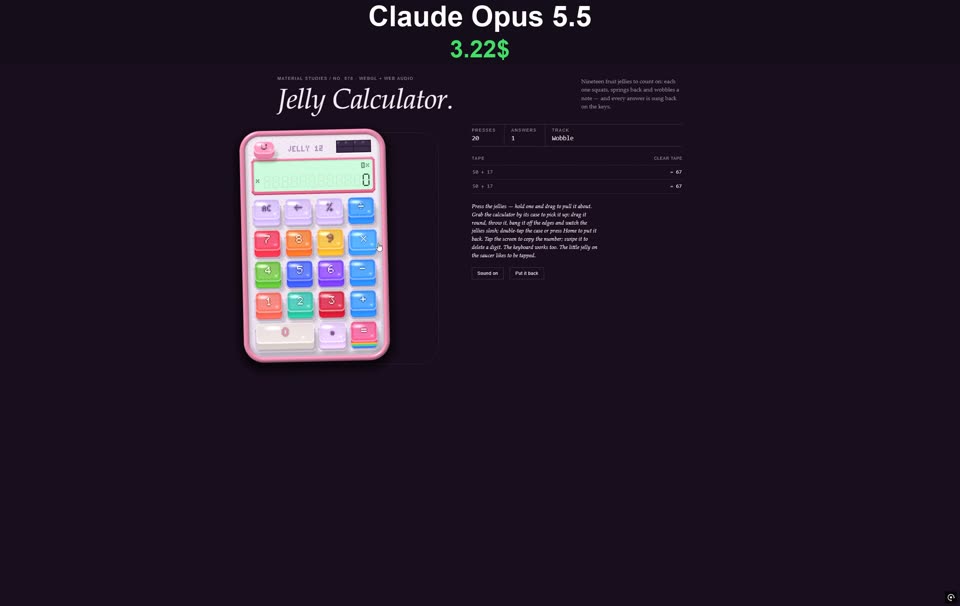 Claude Opus 5.5
3.22$
MATERIAL STUDIES / NO. 078 WEBGL + WEB AUDIO
Jelly Calculator.
Nineteen fruit jellies to count on: each
one squats, springs back and wobbles a
note — and every answer is sung back
on the keys.
PRESSES
20
ANSWERS
1
TRACK
Wobble
TAPE
CLEAR TAPE
50 + 17
= 67
50 + 17
= 67
Press the jellies — hold one and drag to pull it about.
Grab the calculator by its case to pick it up: drag it
round, throw it, bang it off the edges and watch the
jellies slosh; double-tap the case or press Home to put it
back. Tap the screen to copy the number; swipe it to
delete a digit. The keyboard works too. The little jelly on
the saucer likes to be tapped.
Sound on
Put it back
JELLY 12
0×
×
0
AC
←
%
÷
7
8
9
×
4
5
6
−
1
2
3
+
0
=